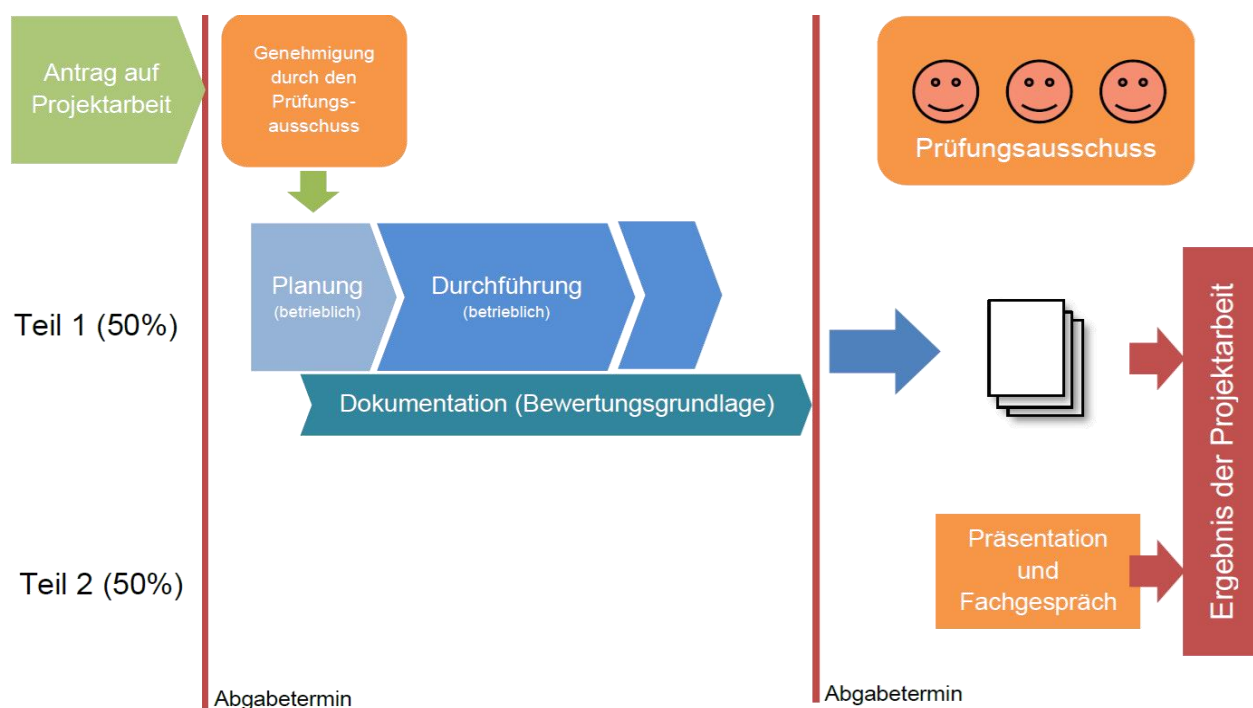 Antrag auf
Projektarbeit
Genehmigung
durch den
Prüfungs-
ausschuss
Prüfungsausschuss
Teil 1 (50%)
Planung
(betrieblich)
Durchführung
(betrieblich)
Dokumentation (Bewertungsgrundlage)
Teil 2 (50%)
Präsentation
und
Fachgespräch
Ergebnis der Projektarbeit
Abgabetermin
Abgabetermin